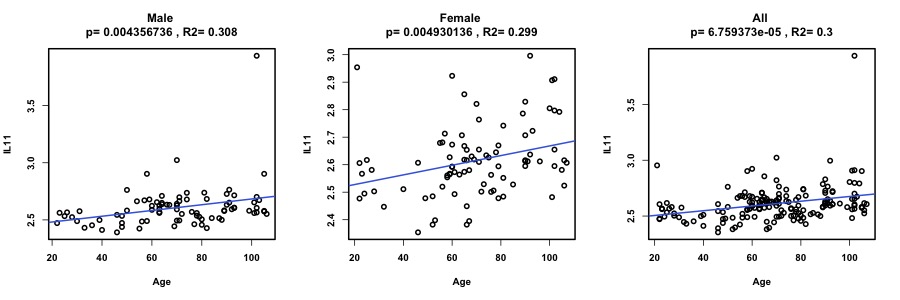 Male
p= 0.004356736 , R2= 0.308
IL11
3.5
3.0
2.5
20 40 60 80 100
Age
Female
p= 0.004930136 , R2= 0.299
IL11
3.0
2.9
2.8
2.7
2.6
2.5
2.4
20 40 60 80 100
Age
All
p= 6.759373e-05 , R2= 0.3
IL11
3.5
3.0
2.5
20 40 60 80 100
Age